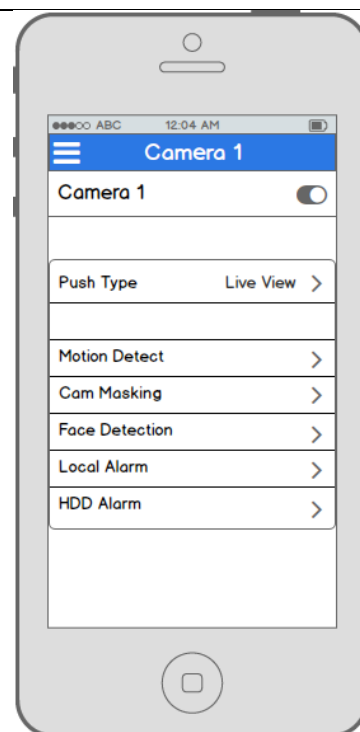 ABC 12:04 AM
Camera 1
Camera 1
Push Type Live View
Motion Detect
Cam Masking
Face Detection
Local Alarm
HDD Alarm